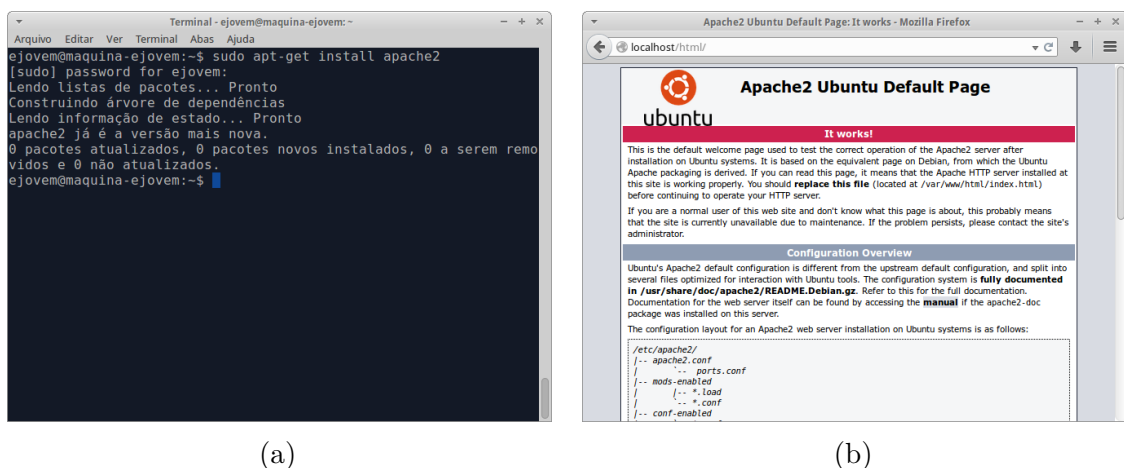 Terminal - ejovem@maquina-ejovem: ~
Arquivo Editar Ver Terminal Abas Ajuda
ejovem@maquina-ejovem:~$ sudo apt-get install apache2
[sudo] password for ejovem:
Lendo listas de pacotes... Pronto
Construindo árvore de dependências
Lendo informação de estado... Pronto
apache2 já é a versão mais nova.
0 pacotes atualizados, 0 pacotes novos instalados, 0 a serem remo
vidos e 0 não atualizados.
ejovem@maquina-ejovem:~$
(a)
Apache2 Ubuntu Default Page: It works - Mozilla Firefox
localhost/html/
ubuntu
Apache2 Ubuntu Default Page
It works!
This is the default welcome page used to test the correct operation of the Apache2 server after
installation on Ubuntu systems. It is based on the equivalent page on Debian, from which the Ubuntu
Apache packaging is derived. If you can read this page, it means that the Apache HTTP server installed at
this site is working properly. You should replace this file (located at /var/www/html/index.html)
before continuing to operate your HTTP server.
If you are a normal user of this web site and don't know what this page is about, this probably means
that the site is currently unavailable due to maintenance. If the problem persists, please contact the site's
administrator.
Configuration Overview
Ubuntu's Apache2 default configuration is different from the upstream default configuration, and split into
several files optimized for interaction with Ubuntu tools. The configuration system is fully documented
in /usr/share/doc/apache2/README.Debian.gz. Refer to this for the full documentation.
Documentation for the web server itself can be found by accessing the manual if the apache2-doc
package was installed on this server.
The configuration layout for an Apache2 web server installation on Ubuntu systems is as follows:
/etc/apache2/
|-- apache2.conf
|       `--  ports.conf
|-- mods-enabled
|       |-- *.load
|       `-- *.conf
|-- conf-enabled
(b)